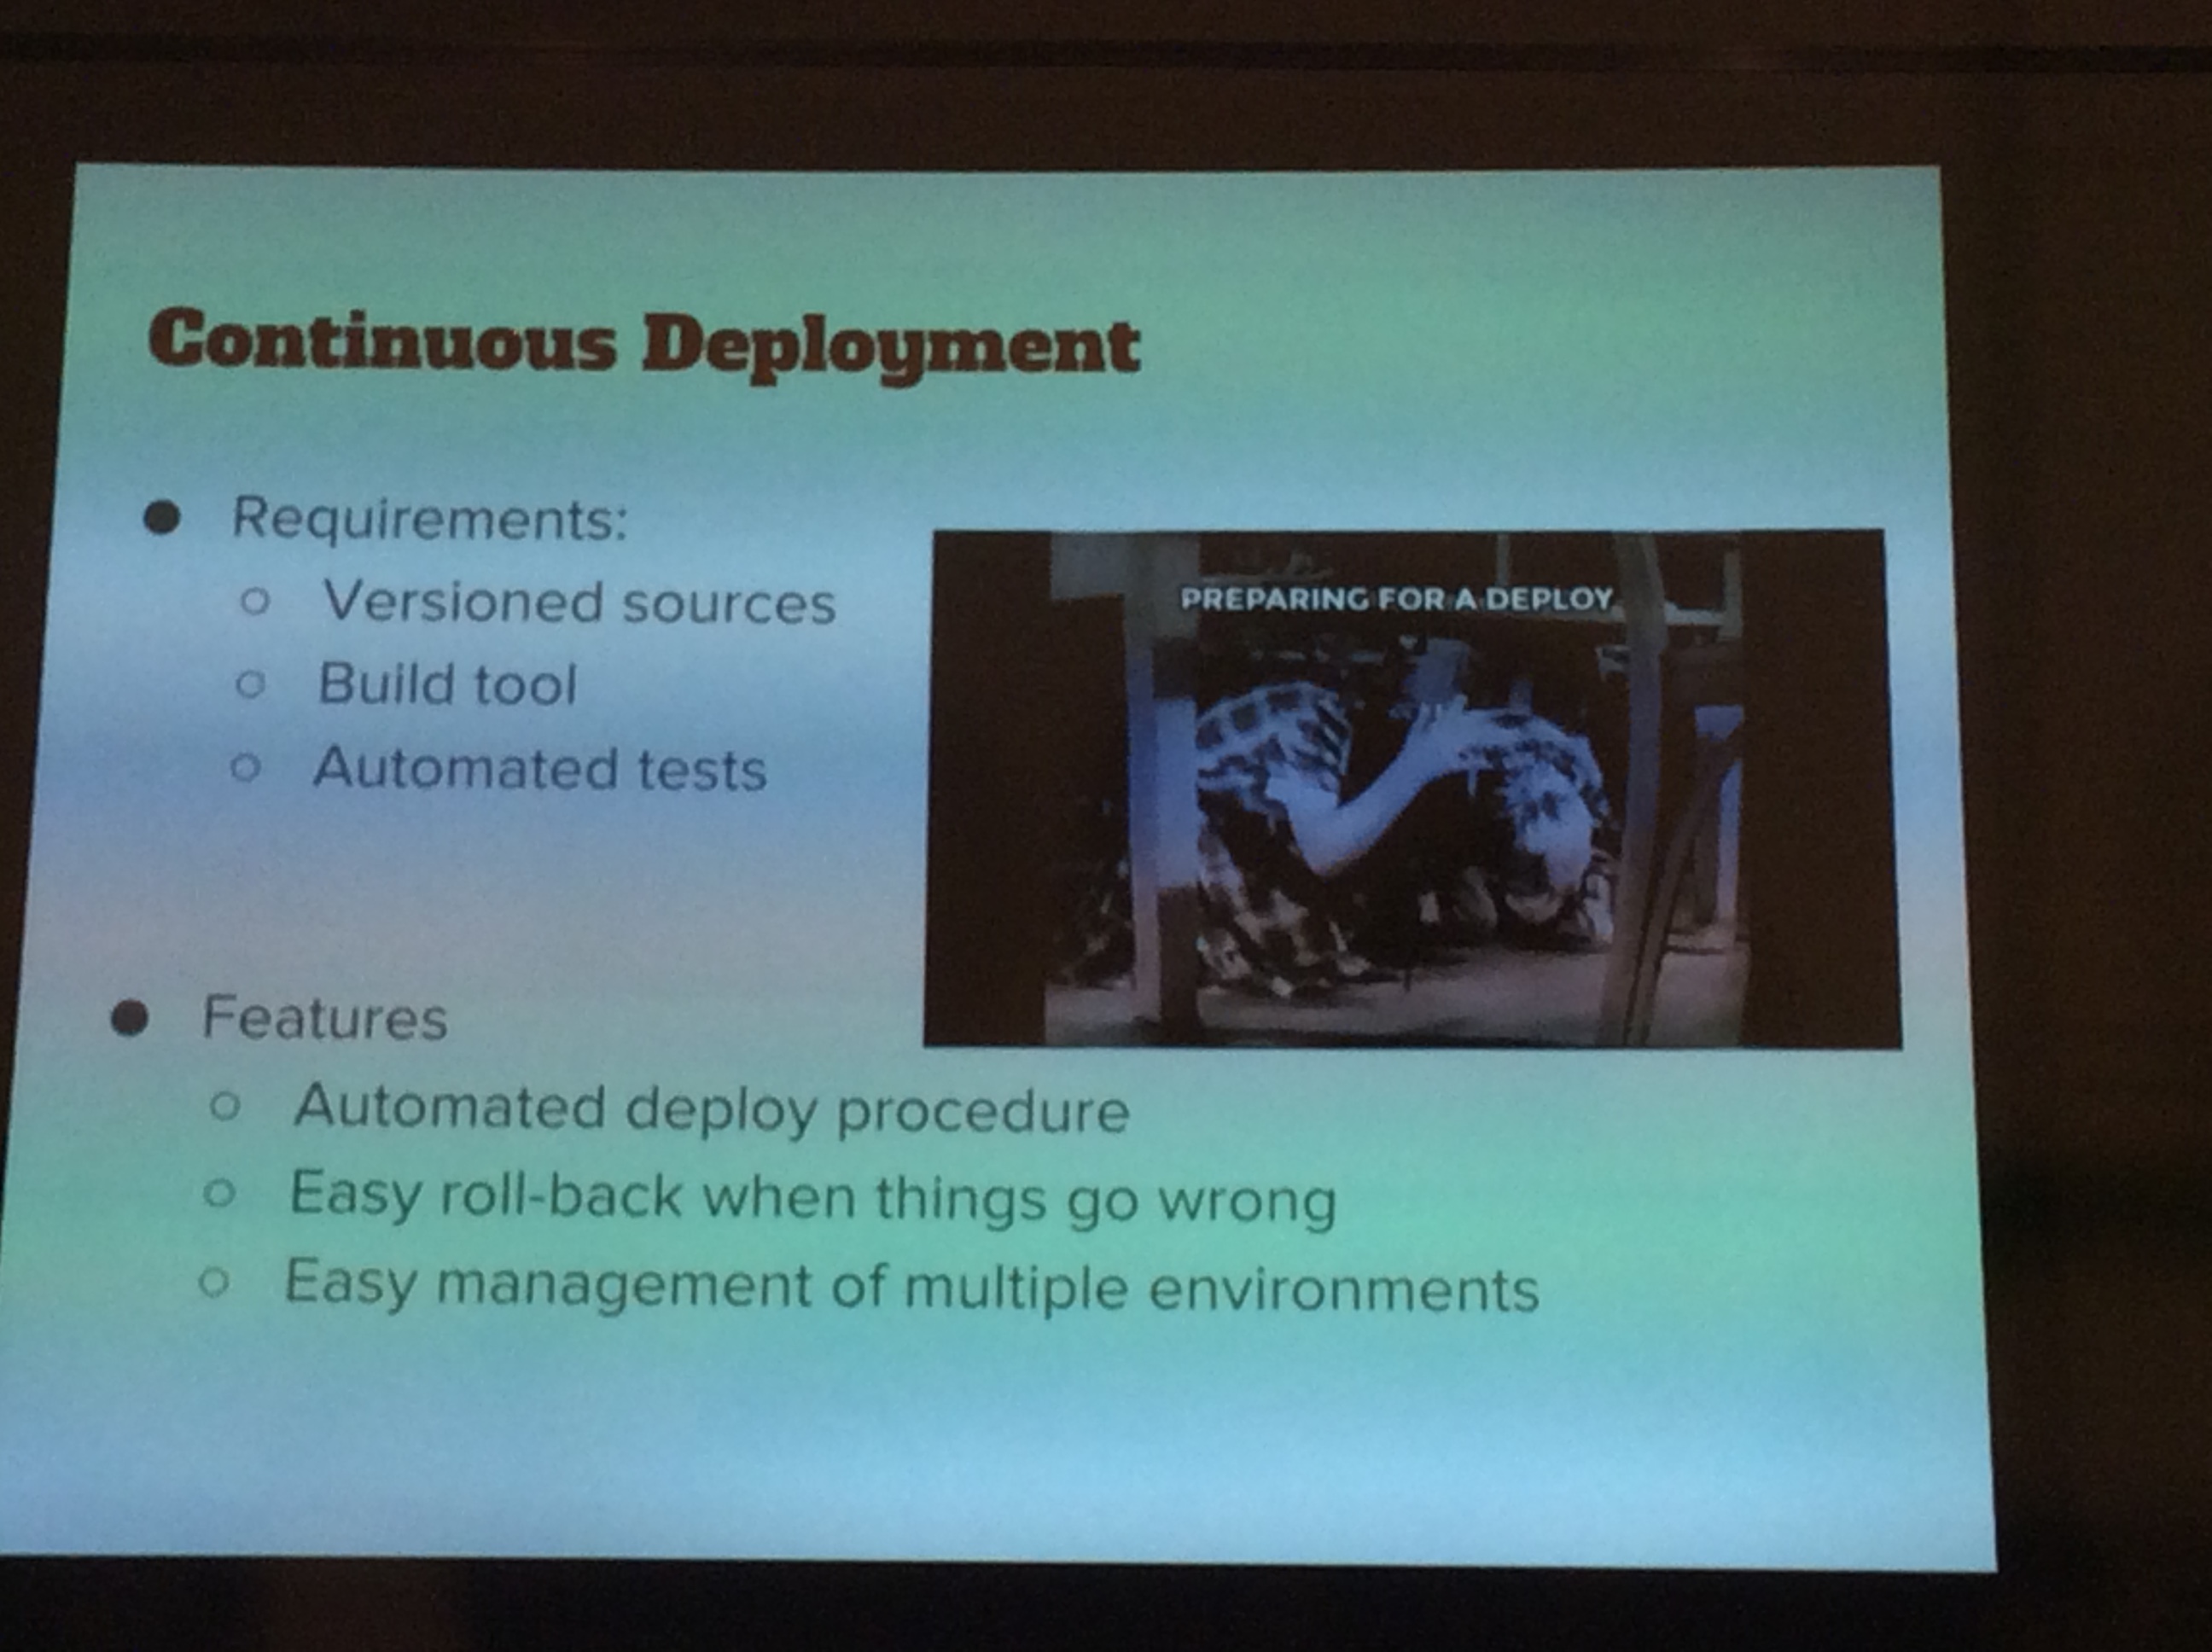 Continuous Deployment
● Requirements:
○ Versioned sources
○ Build tool
○ Automated tests
PREPARING FOR A DEPLOY
● Features
○ Automated deploy procedure
○ Easy roll-back when things go wrong
○ Easy management of multiple environments